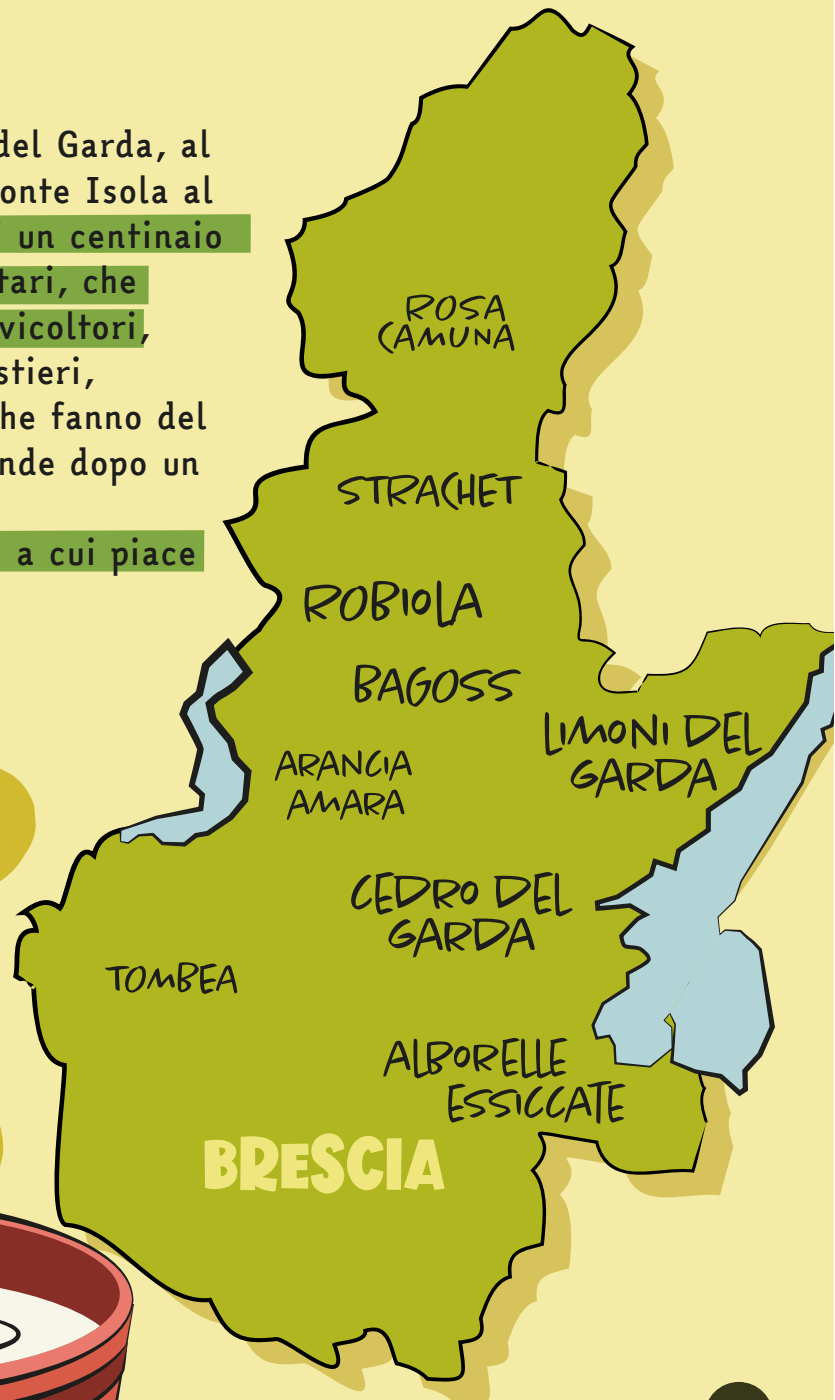 del Garda, al
onte Isola al
un centinaio
tari, che
vicoltori,
stieri,
he fanno del
nde dopo un
a cui piace
ROSA
CAMUNA
STRACHET
ROBIOLA
BAGOSS
LIMONI DEL
GARDA
ARANCIA
AMARA
CEDRO DEL
GARDA
TOMBEA
ALBORELLE
ESSICCATE
BRESCIA